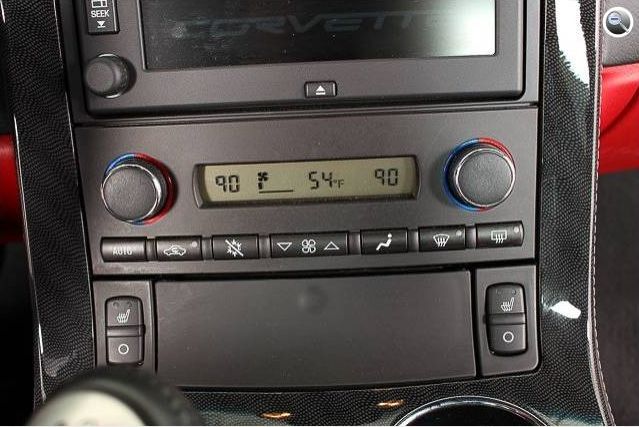 SEEK
CORVETTE
90 54°F 90
AUTO